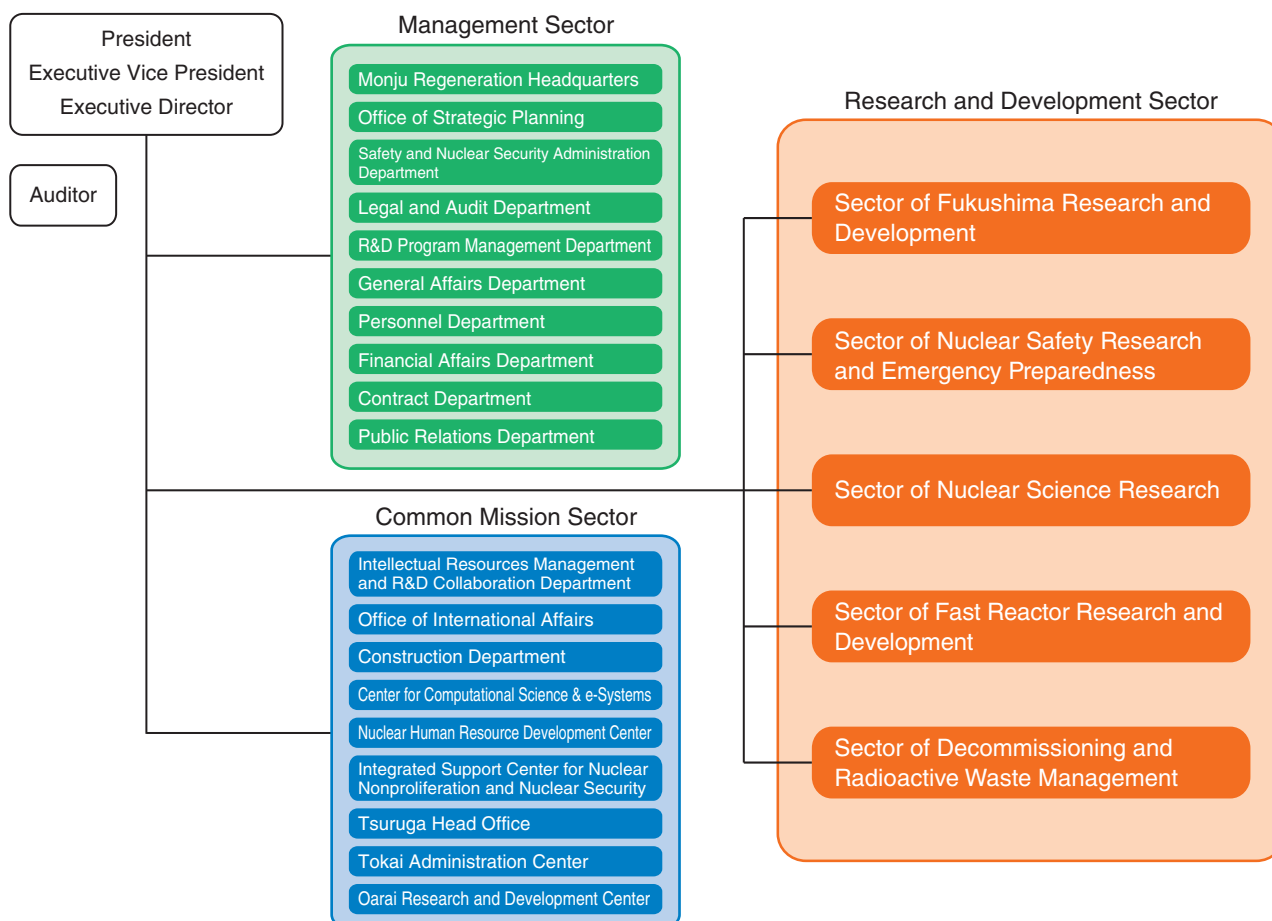 President
Executive Vice President
Executive Director
Auditor
Management Sector
Monju Regeneration Headquarters
Office of Strategic Planning
Safety and Nuclear Security Administration
Department
Legal and Audit Department
R&D Program Management Department
General Affairs Department
Personnel Department
Financial Affairs Department
Contract Department
Public Relations Department
Common Mission Sector
Intellectual Resources Management
and R&D Collaboration Department
Office of International Affairs
Construction Department
Center for Computational Science & e-Systems
Nuclear Human Resource Development Center
Integrated Support Center for Nuclear
Nonproliferation and Nuclear Security
Tsuruga Head Office
Tokai Administration Center
Oarai Research and Development Center
Research and Development Sector
Sector of Fukushima Research and
Development
Sector of Nuclear Safety Research
and Emergency Preparedness
Sector of Nuclear Science Research
Sector of Fast Reactor Research and
Development
Sector of Decommissioning and
Radioactive Waste Management